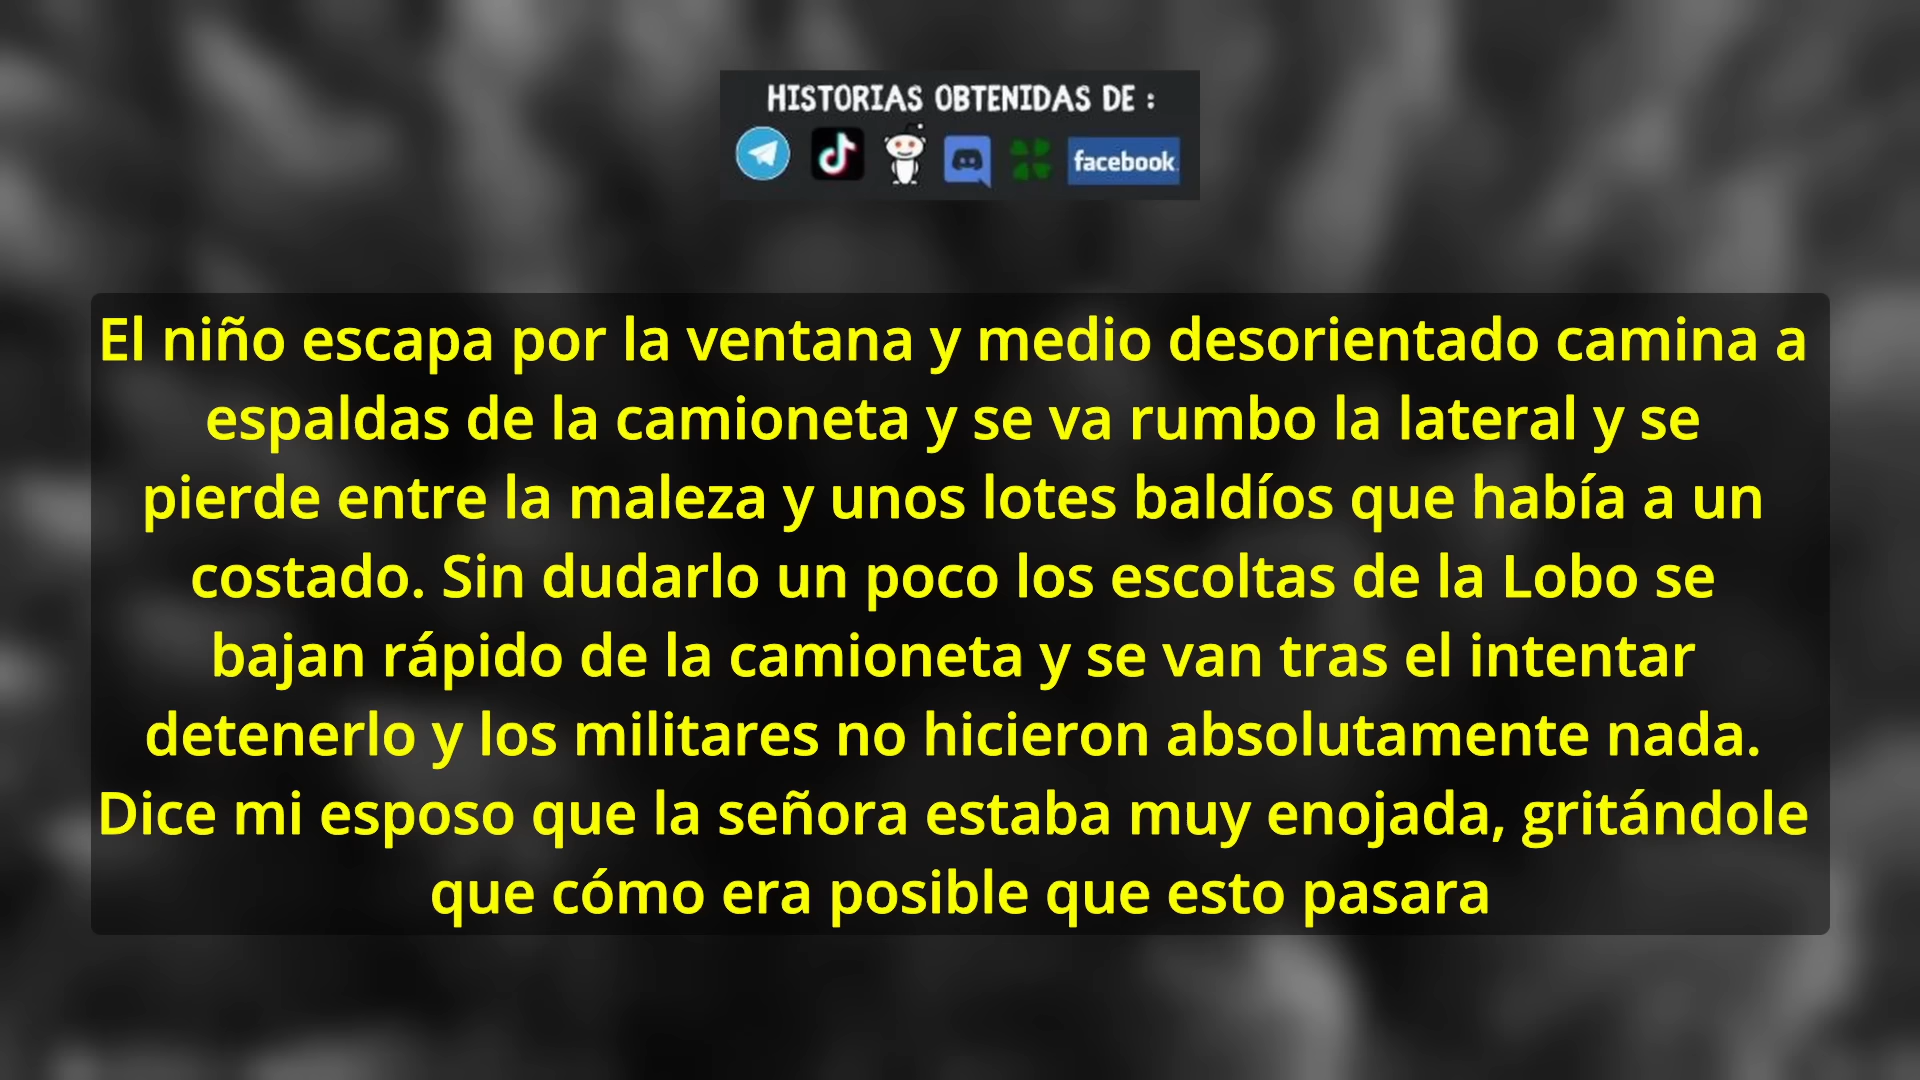 HISTORIAS OBTENIDAS DE :
facebook
El niño escapa por la ventana y medio desorientado camina a
espaldas de la camioneta y se va rumbo la lateral y se
pierde entre la maleza y unos lotes baldíos que había a un
costado. Sin dudarlo un poco los escoltas de la Lobo se
bajan rápido de la camioneta y se van tras el intentar
detenerlo y los militares no hicieron absolutamente nada.
Dice mi esposo que la señora estaba muy enojada, gritándole
que cómo era posible que esto pasara